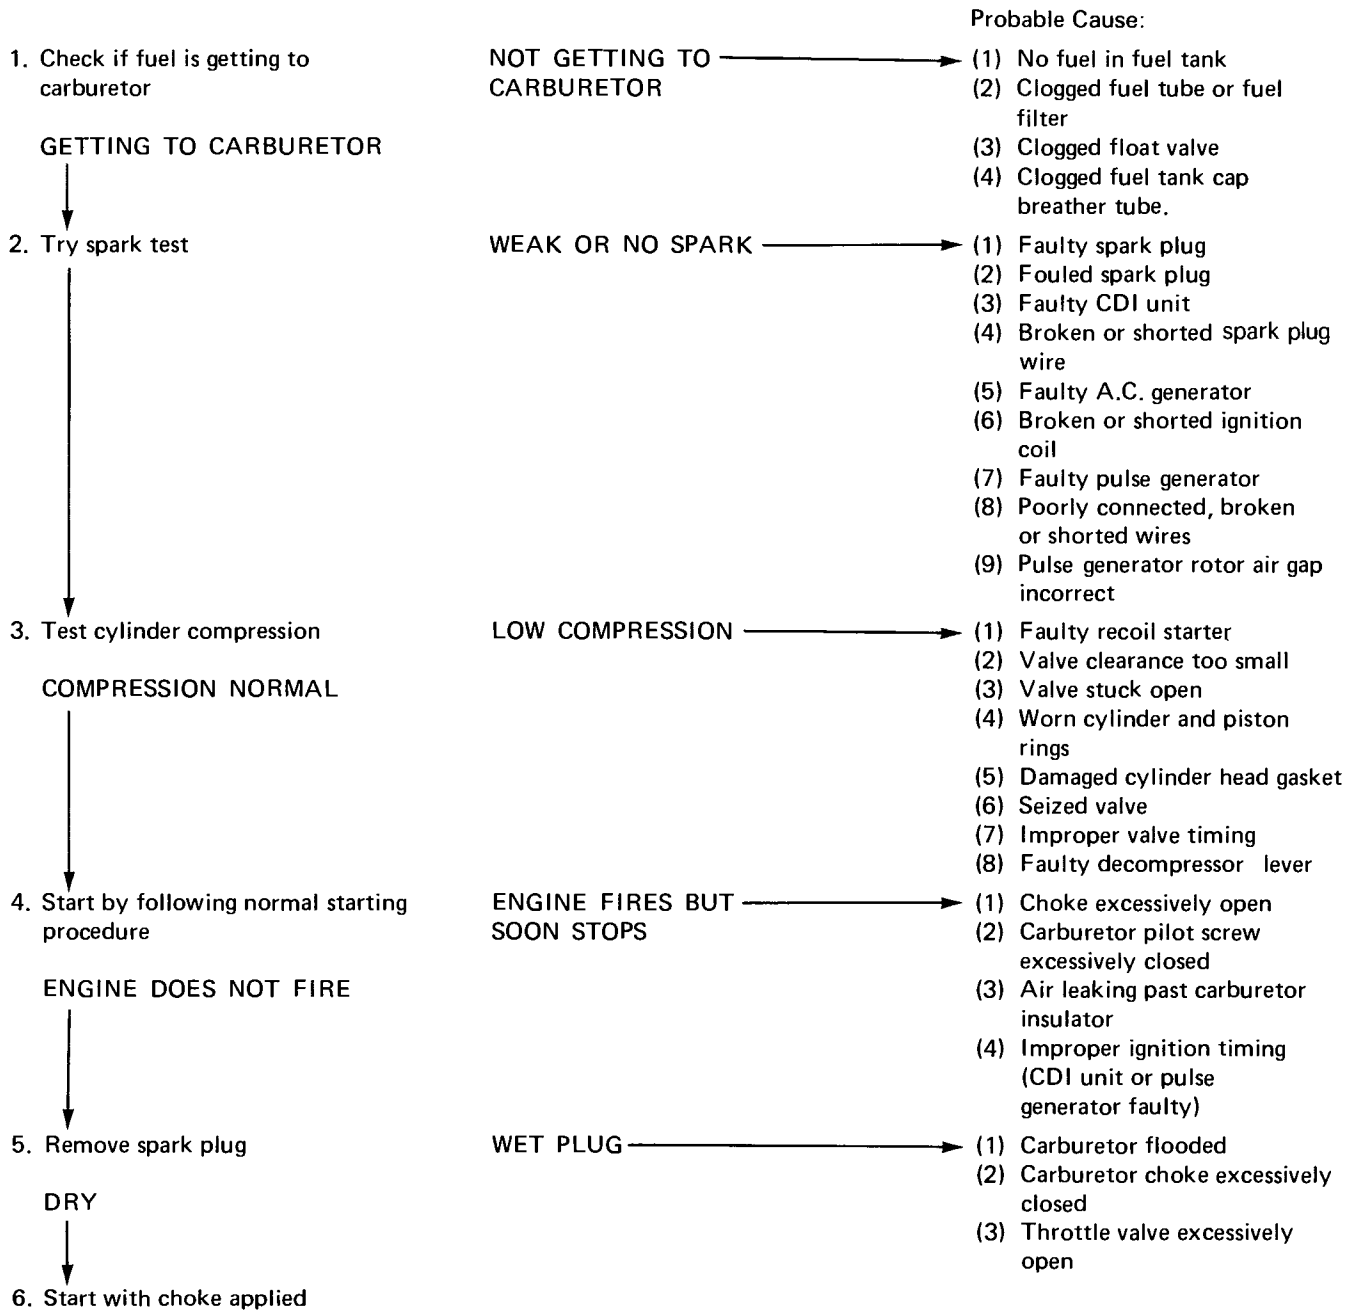 Probable Cause:
1. Check if fuel is getting to
carburetor
NOT GETTING TO
CARBURETOR
(1) No fuel in fuel tank
(2) Clogged fuel tube or fuel
filter
(3) Clogged float valve
(4) Clogged fuel tank cap
breather tube.
GETTING TO CARBURETOR
2. Try spark test
WEAK OR NO SPARK
(1) Faulty spark plug
(2) Fouled spark plug
(3) Faulty CDI unit
(4) Broken or shorted spark plug
wire
(5) Faulty A.C. generator
(6) Broken or shorted ignition
coil
(7) Faulty pulse generator
(8) Poorly connected, broken
or shorted wires
(9) Pulse generator rotor air gap
incorrect
3. Test cylinder compression
LOW COMPRESSION
(1) Faulty recoil starter
(2) Valve clearance too small
(3) Valve stuck open
(4) Worn cylinder and piston
rings
(5) Damaged cylinder head gasket
(6) Seized valve
(7) Improper valve timing
(8) Faulty decompressor lever
COMPRESSION NORMAL
4. Start by following normal starting
procedure
ENGINE FIRES BUT
SOON STOPS
(1) Choke excessively open
(2) Carburetor pilot screw
excessively closed
(3) Air leaking past carburetor
insulator
(4) Improper ignition timing
(CDI unit or pulse
generator faulty)
ENGINE DOES NOT FIRE
5. Remove spark plug
WET PLUG
(1) Carburetor flooded
(2) Carburetor choke excessively
closed
(3) Throttle valve excessively
open
DRY
6. Start with choke applied